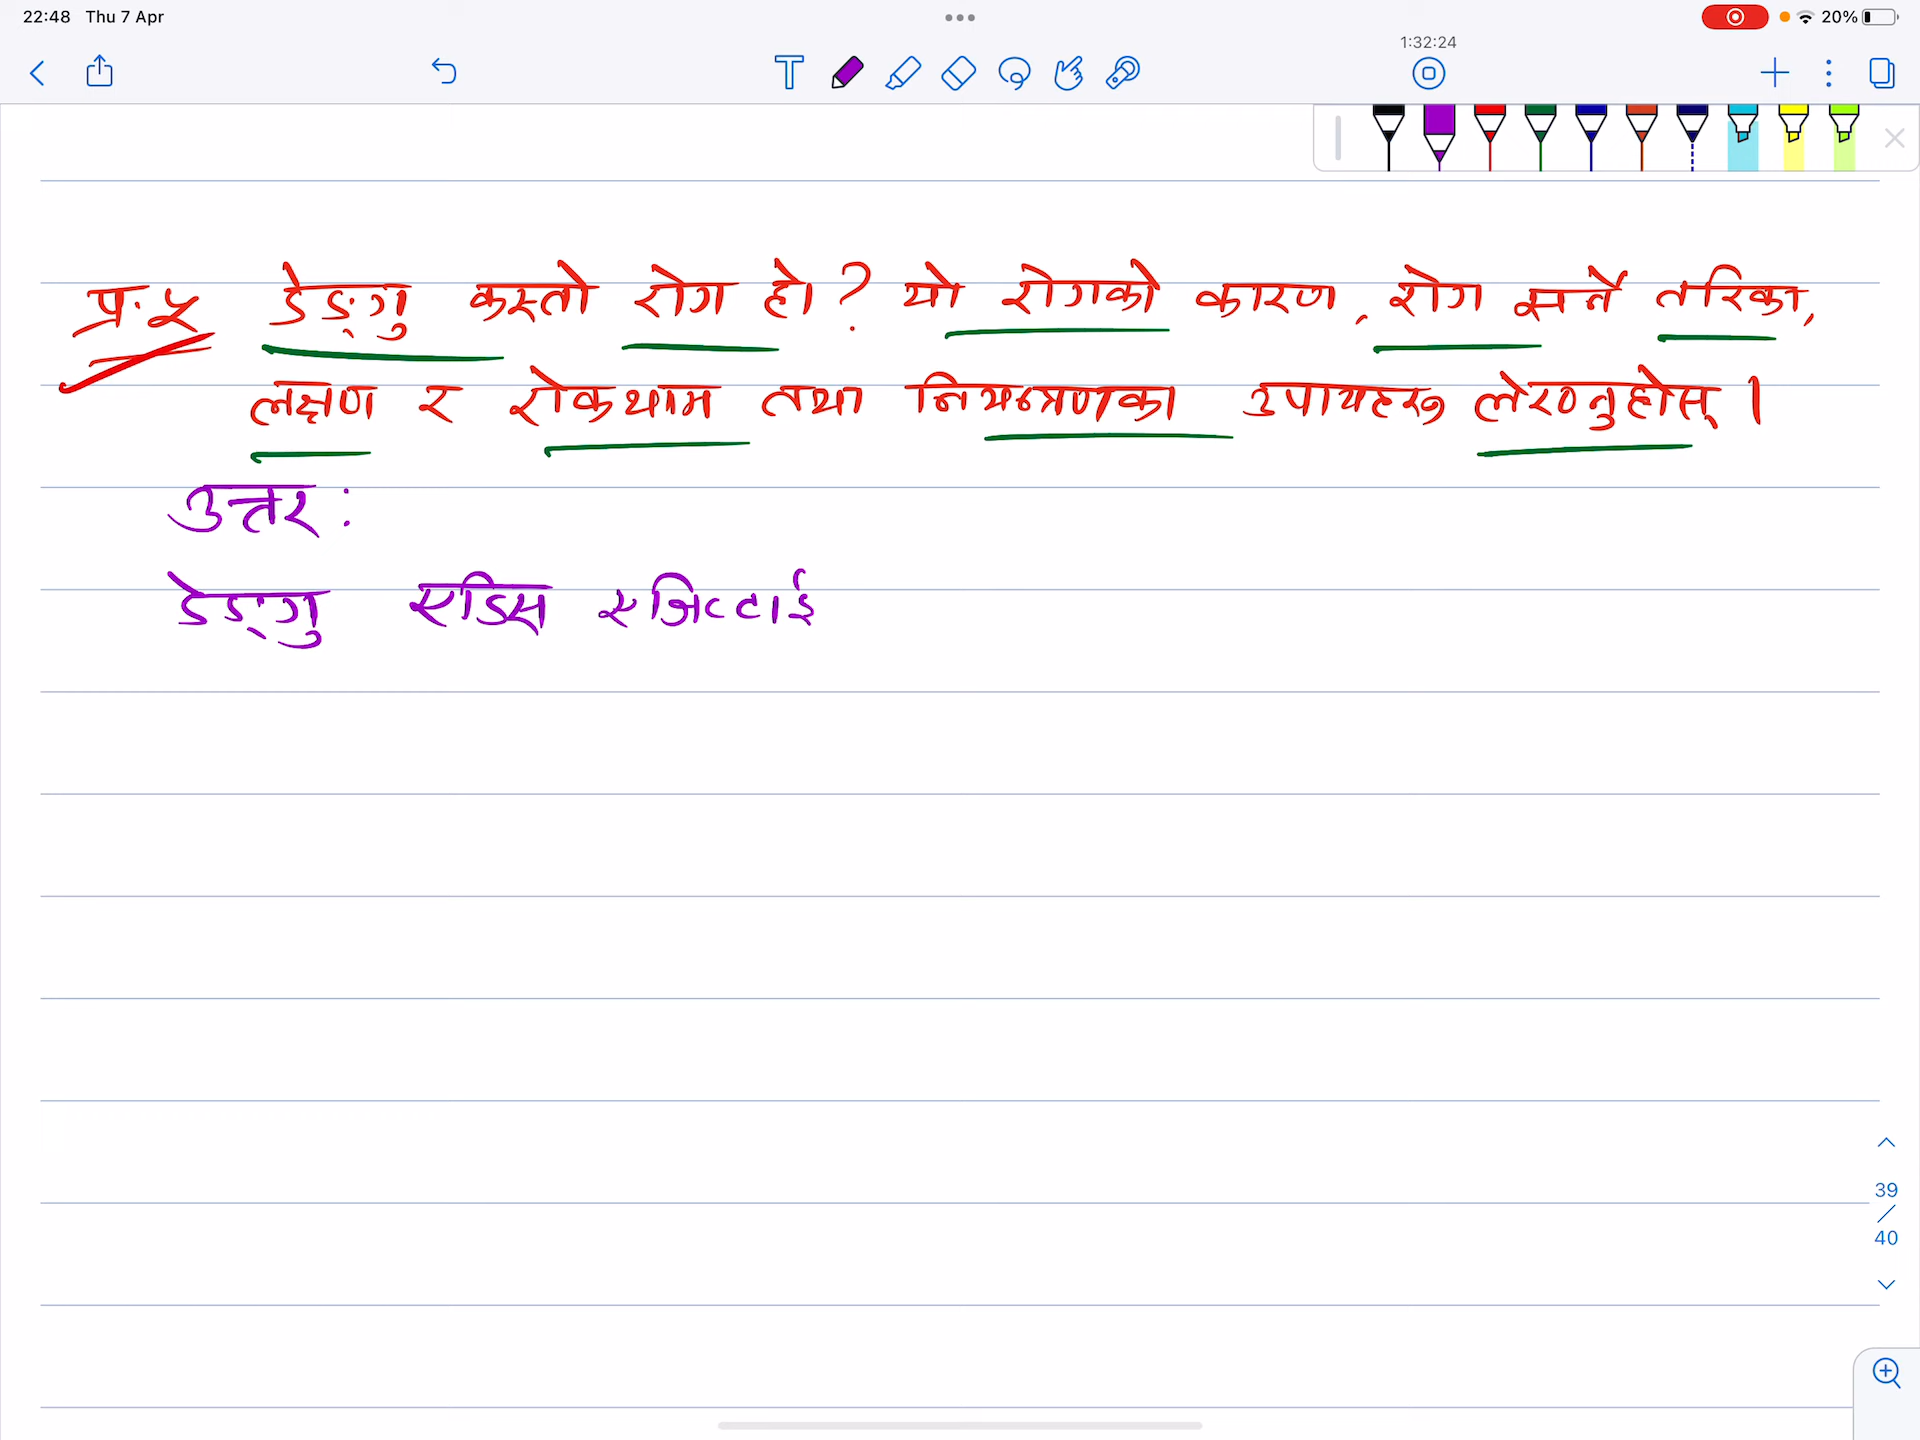 22:48 Thu 7 Apr
20%
1:32:24
प्र. ५ डेङ्गु कस्तो रोग हो? यो रोगको कारण, रोग सर्ने तरिका,
लक्षण र रोकथाम तथा नियन्त्रणका उपायहरू लेख्नुहोस् ।
उत्तर :
डेङ्गु एडिस एजिप्टाई
39
/
40